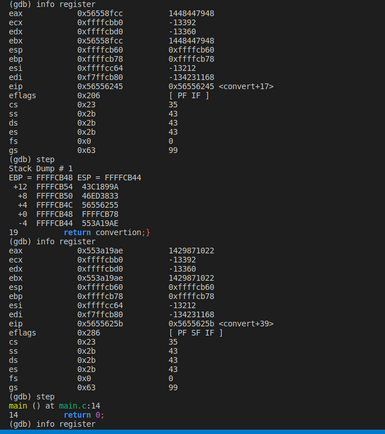 (gdb) info register
eax 0x56558fcc 1448447948
ecx 0xffffcbb0 -13392
edx 0xffffcbd0 -13360
ebx 0x56558fcc 1448447948
esp 0xffffcb60 0xffffcb60
ebp 0xffffcb78 0xffffcb78
esi 0xffffcc64 -13212
edi 0xf7ffcb80 -134231168
eip 0x56556245 0x56556245 <convert+17>
eflags 0x206 [ PF IF ]
cs 0x23 35
ss 0x2b 43
ds 0x2b 43
es 0x2b 43
fs 0x0 0
gs 0x63 99
(gdb) step
Stack Dump # 1
EBP = FFFFCB48 ESP = FFFFCB44
+12 FFFFCB54 43C1899A
+8 FFFFCB50 46ED3833
+4 FFFFCB4C 56556255
+0 FFFFCB48 FFFFCB78
-4 FFFFCB44 553A19AE
19 return convertion;}
(gdb) info register
eax 0x553a19ae 1429871022
ecx 0xffffcbb0 -13392
edx 0xffffcbd0 -13360
ebx 0x553a19ae 1429871022
esp 0xffffcb60 0xffffcb60
ebp 0xffffcb78 0xffffcb78
esi 0xffffcc64 -13212
edi 0xf7ffcb80 -134231168
eip 0x5655625b 0x5655625b <convert+39>
eflags 0x286 [ PF SF IF ]
cs 0x23 35
ss 0x2b 43
ds 0x2b 43
es 0x2b 43
fs 0x0 0
gs 0x63 99
(gdb) step
main () at main.c:14
14 return 0;
(gdb) info register